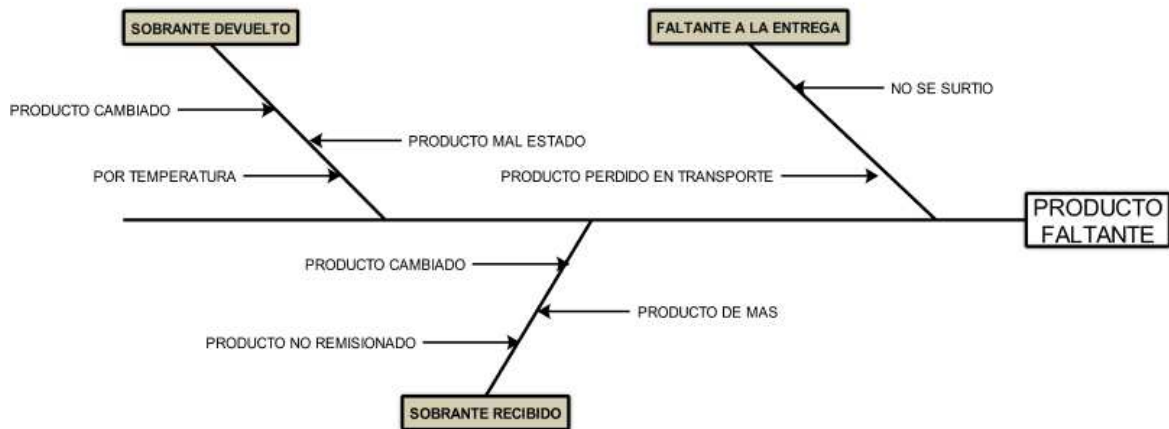 SOBRANTE DEVUELTO
FALTANTE A LA ENTREGA
NO SE SURTIO
PRODUCTO CAMBIADO
PRODUCTO MAL ESTADO
POR TEMPERATURA
PRODUCTO PERDIDO EN TRANSPORTE
PRODUCTO
FALTANTE
PRODUCTO CAMBIADO
PRODUCTO DE MAS
PRODUCTO NO REMISIONADO
SOBRANTE RECIBIDO